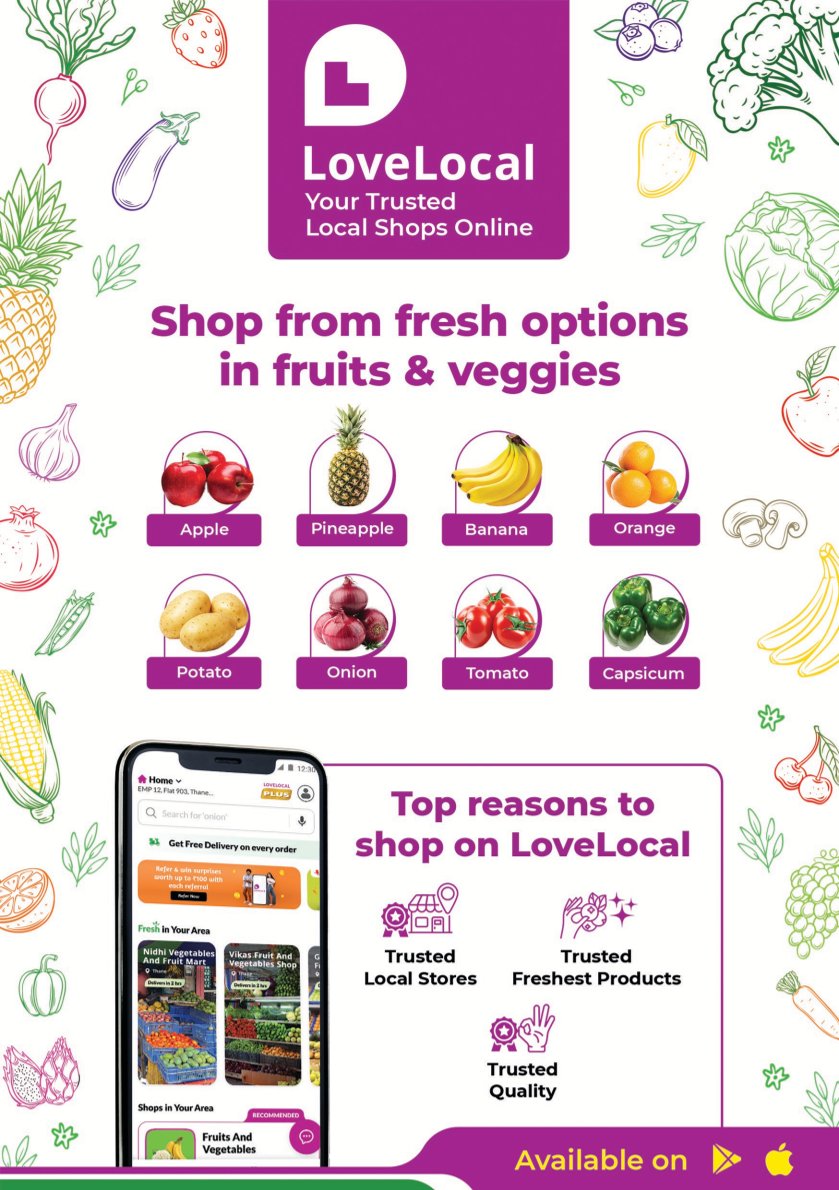 LoveLocal
Your Trusted
Local Shops Online
Shop from fresh options
in fruits & veggies
Apple
Pineapple
Banana
Orange
Potato
Onion
Tomato
Capsicum
12:30
Home
EMP 12, Flat 903, Thane...
LOVELOCAL
PLUS
Search for 'onion'
Get Free Delivery on every order
Refer & win surprises
worth up to ₹100 with
each referral
Refer Now
Fresh in Your Area
Nidhi Vegetables
And Fruit Mart
Thane
Delivers in 2 hrs
Vikas Fruit And
Vegetables Shop
Thane
Delivers in 2 hrs
Shops in Your Area
RECOMMENDED
Fruits And
Vegetables
Top reasons to
shop on LoveLocal
Trusted
Local Stores
Trusted
Freshest Products
Trusted
Quality
Available on